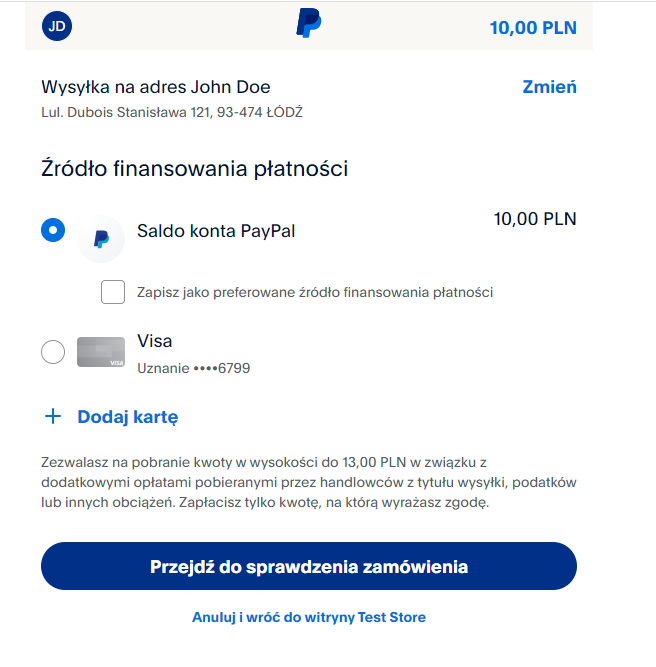 JD
10,00 PLN
Wysyłka na adres John Doe
Zmień
Lul. Dubois Stanisława 121, 93-474 ŁÓDŹ
Źródło finansowania płatności
Saldo konta PayPal
10,00 PLN
Zapisz jako preferowane źródło finansowania płatności
Visa
VISA
Uznanie ••••6799
+ Dodaj kartę
Zezwalasz na pobranie kwoty w wysokości do 13,00 PLN w związku z
dodatkowymi opłatami pobieranymi przez handlowców z tytułu wysyłki, podatków
lub innych obciążeń. Zapłacisz tylko kwotę, na którą wyrażasz zgodę.
Przejdź do sprawdzenia zamówienia
Anuluj i wróć do witryny Test Store